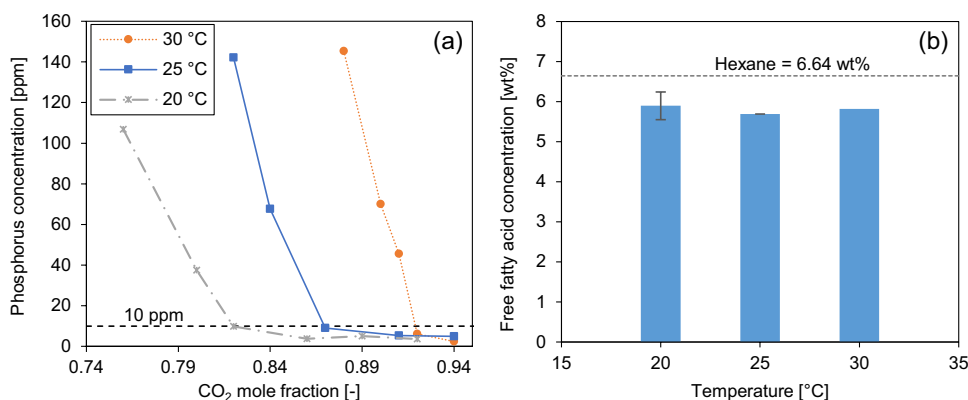 160
140
120
100
80
60
40
20
0
Phosphorus concentration [ppm]
30 °C
25 °C
20 °C
(a)
10 ppm
0.74 0.79 0.84 0.89 0.94
CO₂ mole fraction [-]
8
7
6
5
4
3
2
1
0
Free fatty acid concentration [wt%]
(b)
Hexane = 6.64 wt%
15 20 25 30 35
Temperature [°C]